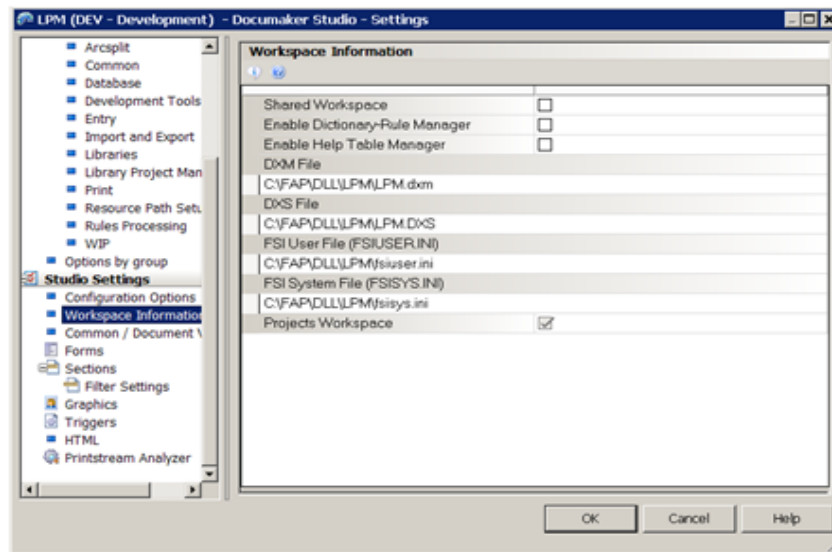 LPM (DEV - Development) - Documaker Studio - Settings
Arcsplit
Common
Database
Development Tools
Entry
Import and Export
Libraries
Library Project Man
Print
Resource Path Setu
Rules Processing
WIP
Options by group
Studio Settings
Configuration Options
Workspace Information
Common / Document V
Forms
Sections
Filter Settings
Graphics
Triggers
HTML
Printstream Analyzer
Workspace Information
Shared Workspace
Enable Dictionary-Rule Manager
Enable Help Table Manager
DXM File
C:\FAP\DLL\LPM\LPM.dxm
DXS File
C:\FAP\DLL\LPM\LPM.DXS
FSI User File (FSIUSER.INI)
C:\FAP\DLL\LPM\fsiuser.ini
FSI System File (FSISYS.INI)
C:\FAP\DLL\LPM\fsisys.ini
Projects Workspace
OK Cancel Help